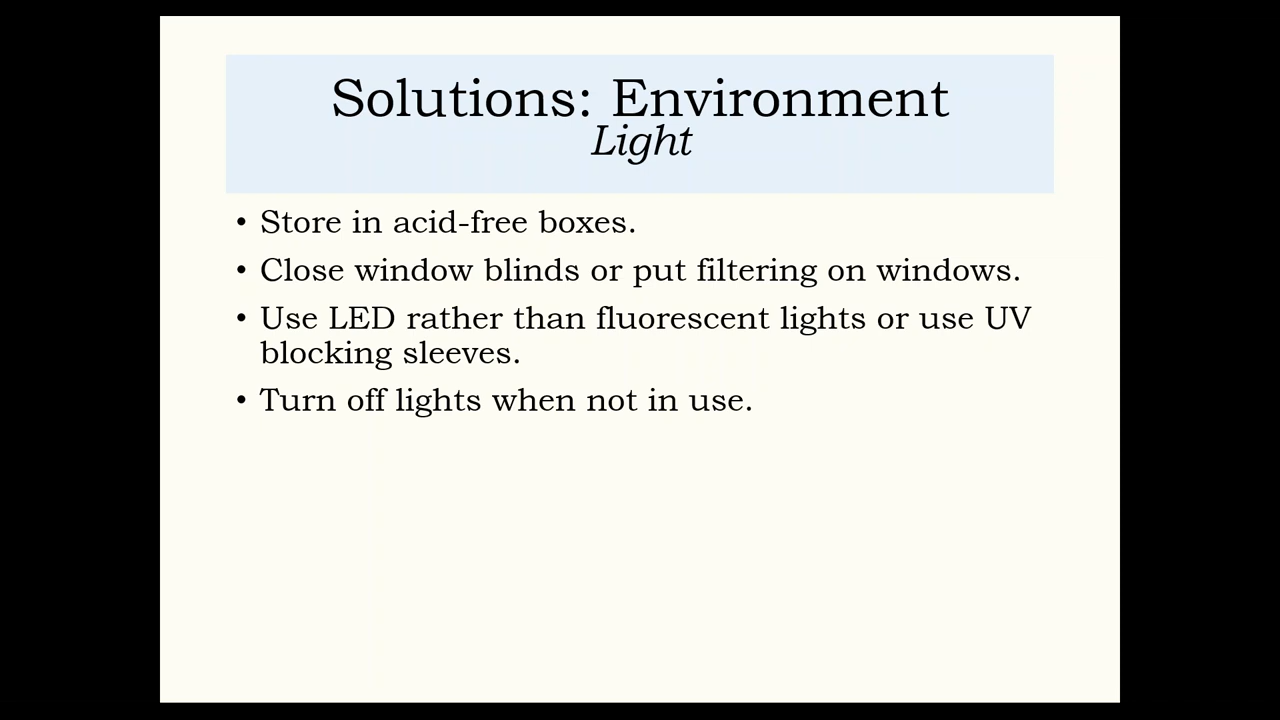 Solutions: Environment
Light
• Store in acid-free boxes.
• Close window blinds or put filtering on windows.
• Use LED rather than fluorescent lights or use UV
blocking sleeves.
• Turn off lights when not in use.